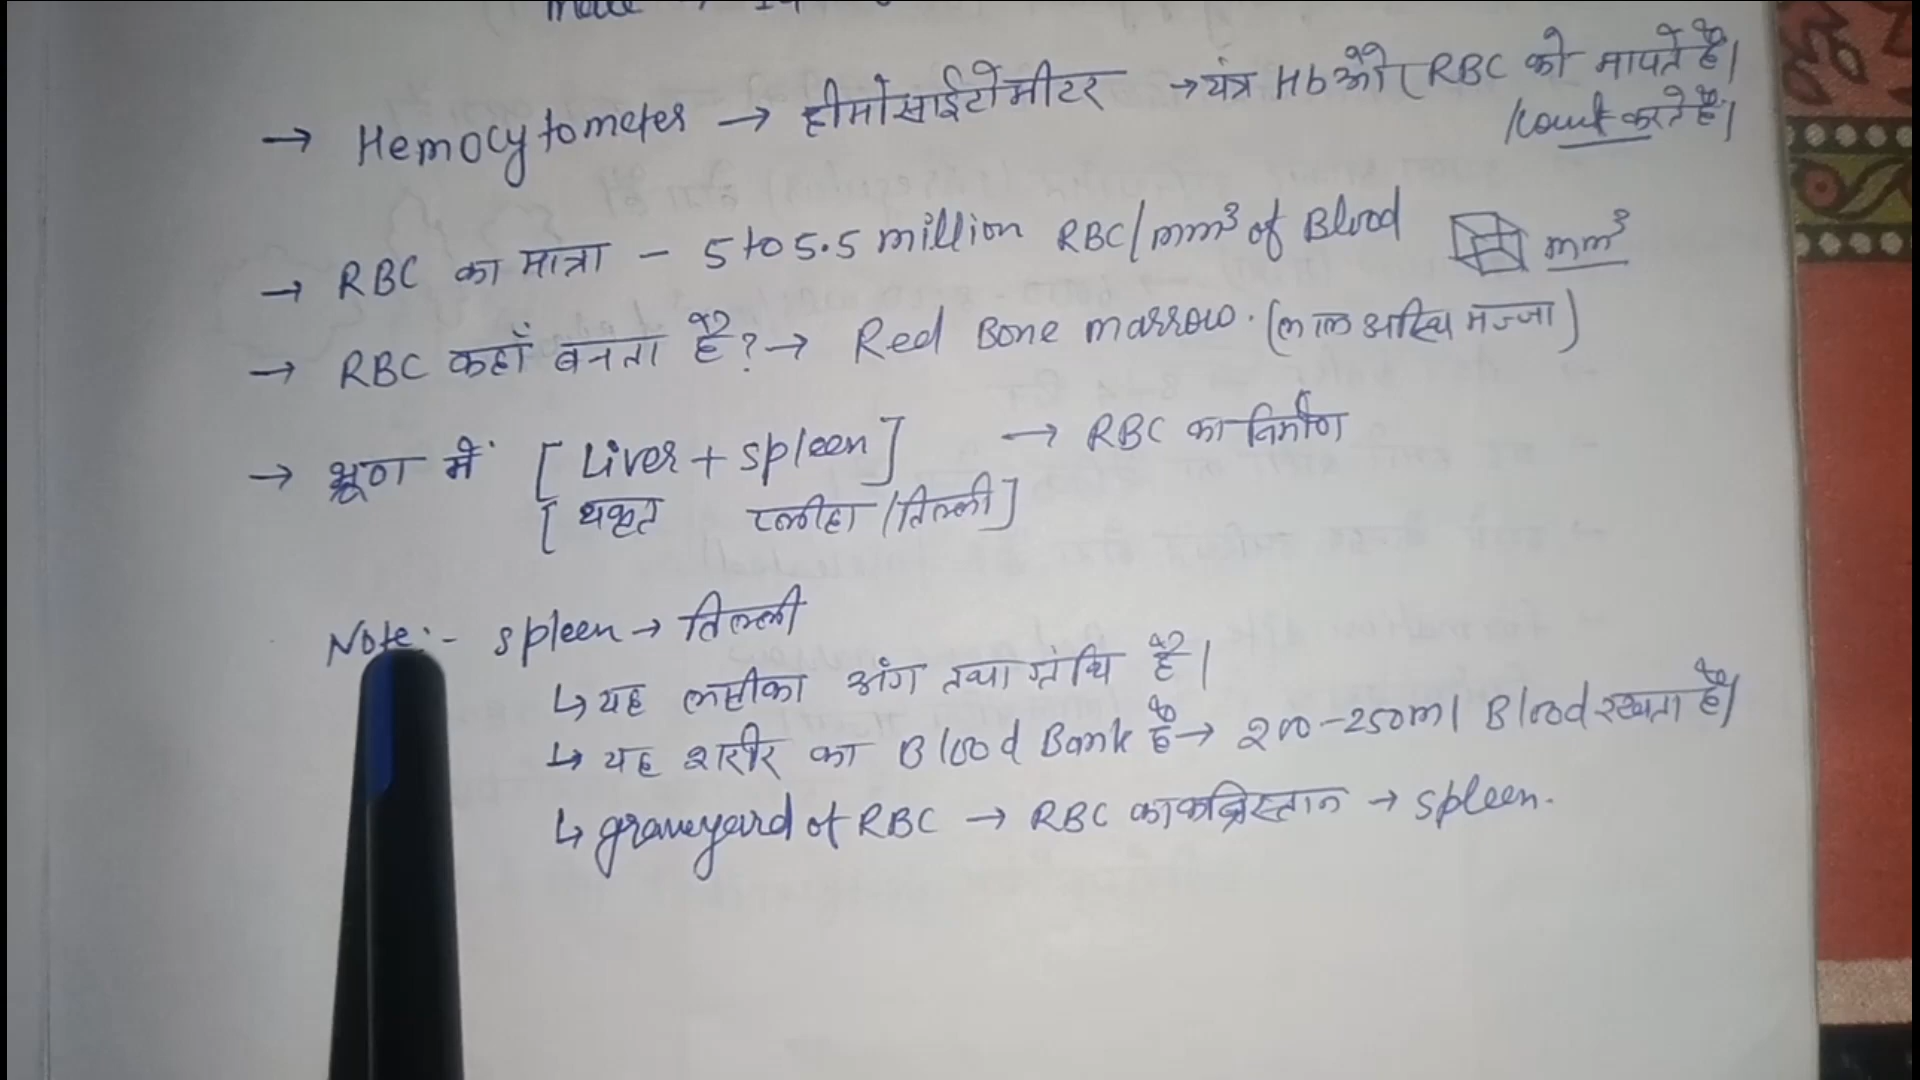 → Hemocytometer → हीमोसाईटोमीटर → यंत्र Hb और RBC को मापते है।
/count करते है।
→ RBC का मात्रा - 5 to 5.5 million RBC/mm³ of Blood mm³
→ RBC कहाँ बनता है? → Red Bone marrow. (लाल अस्थि मज्जा)
→ भ्रूण में [Liver + spleen] → RBC का निर्माण
[यकृत प्लीहा/तिल्ली]
Note:- spleen → तिल्ली
↳ यह लसीका अंग तथा ग्रंथि है।
↳ यह शरीर का Blood Bank है → 200-250ml Blood रखता है।
↳ graveyard of RBC → RBC का कब्रिस्तान → spleen.